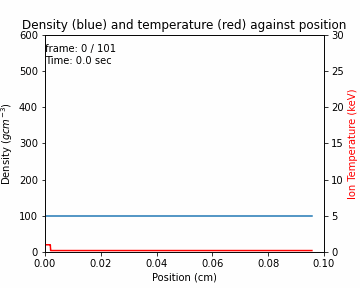 Density (blue) and temperature (red) against position
frame: 0 / 101
Time: 0.0 sec
600
500
400
300
200
100
0
Density (gcm⁻³)
30
25
20
15
10
5
0
Ion Temperature (keV)
0.00 0.02 0.04 0.06 0.08 0.10
Position (cm)